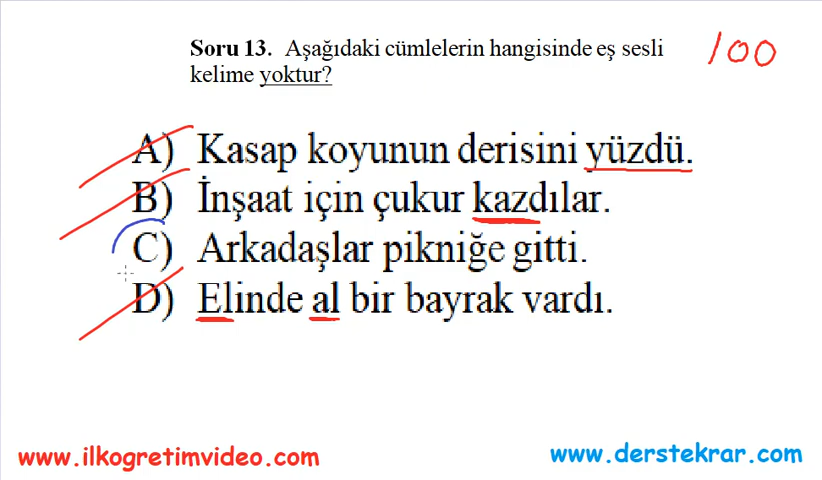 Soru 13. Aşağıdaki cümlelerin hangisinde eş sesli
kelime yoktur?
100
A) Kasap koyunun derisini yüzdü.
B) İnşaat için çukur kazdılar.
C) Arkadaşlar pikniğe gitti.
D) Elinde al bir bayrak vardı.
www.ilkogretimvideo.com
www.derstekrar.com